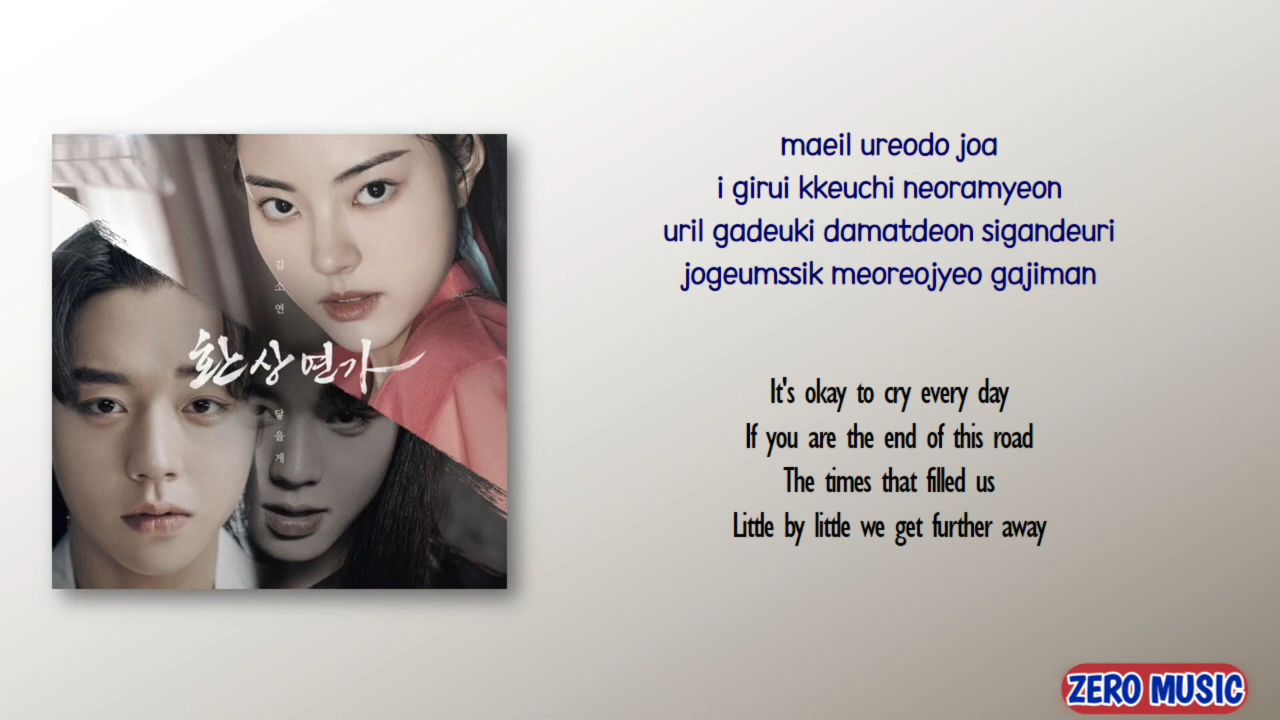 김소연
환상연가
닿을게
maeil ureodo joa
i girui kkeuchi neoramyeon
uril gadeuki damatdeon sigandeuri
jogeumssik meoreojyeo gajiman
It's okay to cry every day
If you are the end of this road
The times that filled us
Little by little we get further away
ZERO MUSIC